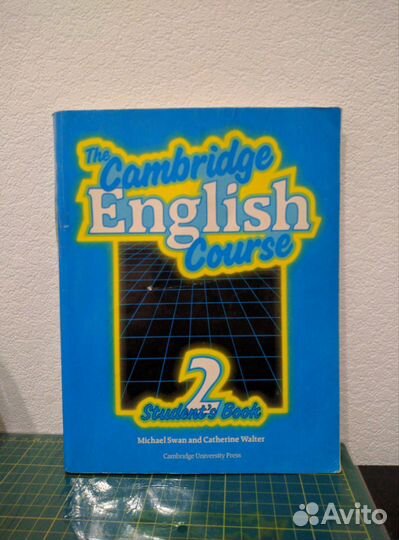 The
Cambridge
English
Course
2
Student's Book
Michael Swan and Catherine Walter
Cambridge University Press
Avito